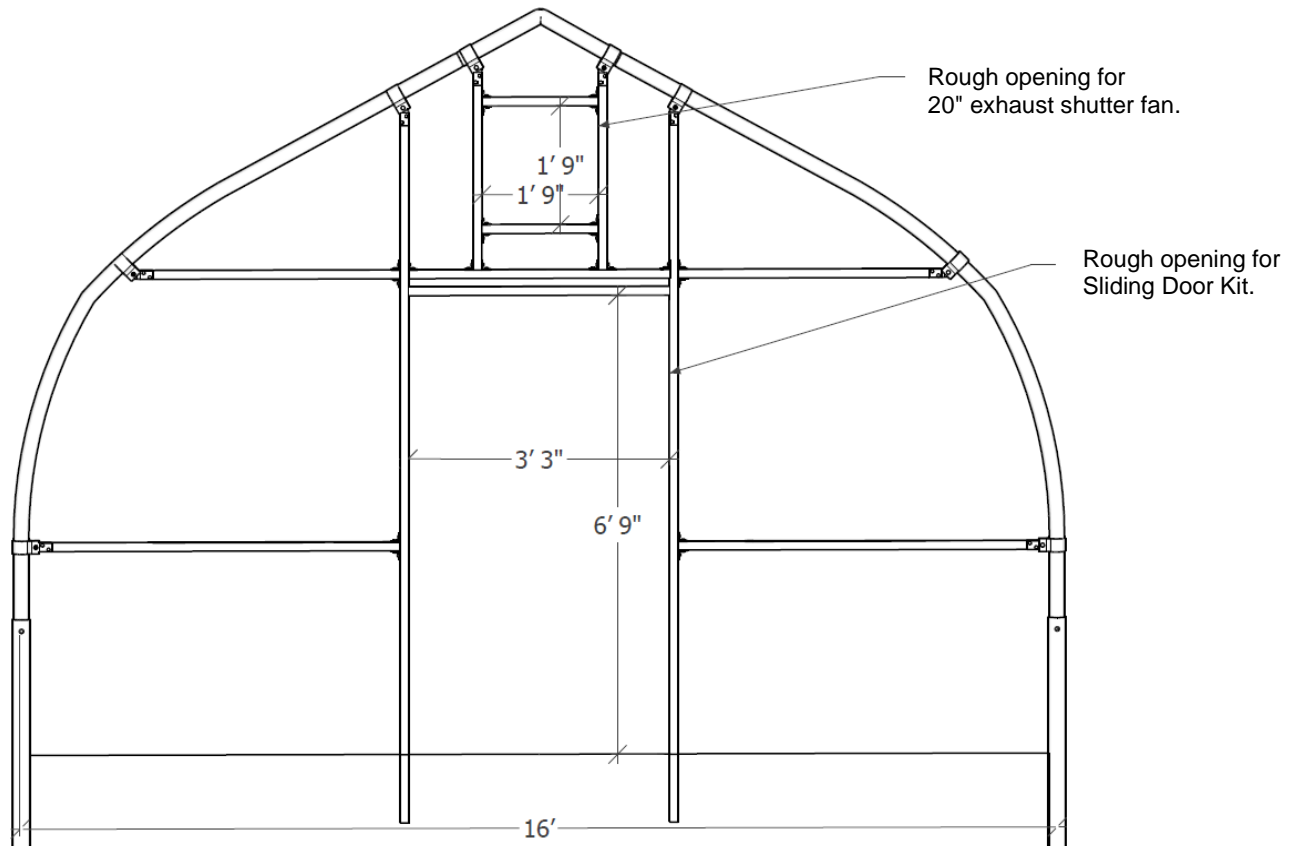 Rough opening for
20" exhaust shutter fan.
1' 9"
1' 9"
Rough opening for
Sliding Door Kit.
3' 3"
6' 9"
16'